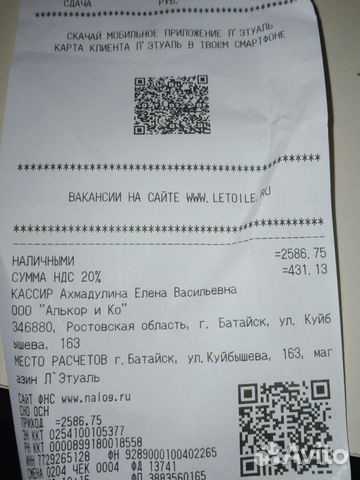 СДАЧА РУБ.
СКАЧАЙ МОБИЛЬНОЕ ПРИЛОЖЕНИЕ Л'ЭТУАЛЬ
КАРТА КЛИЕНТА Л'ЭТУАЛЬ В ТВОЕМ СМАРТФОНЕ
ВАКАНСИИ НА САЙТЕ WWW.LETOILE.RU
НАЛИЧНЫМИ =2586.75
СУММА НДС 20% =431.13
КАССИР Ахмадулина Елена Васильевна
ООО "Алькор и Ко"
346880, Ростовская область, г. Батайск, ул. Куйб
ышева, 163
МЕСТО РАСЧЕТОВ г.Батайск, ул.Куйбышева, 163, маг
азин Л`Этуаль
САЙТ ФНС www.nalog.ru
СНО ОСН
ПРИХОД =2586.75
ЗН ККТ 0254100105377
РН ККТ 0000899180018558
ИНН 7729265128 ФН 9289000100402265
СМЕНА 0204 ЧЕК 0004 ФД 13741
ФП 3883560165
Avito